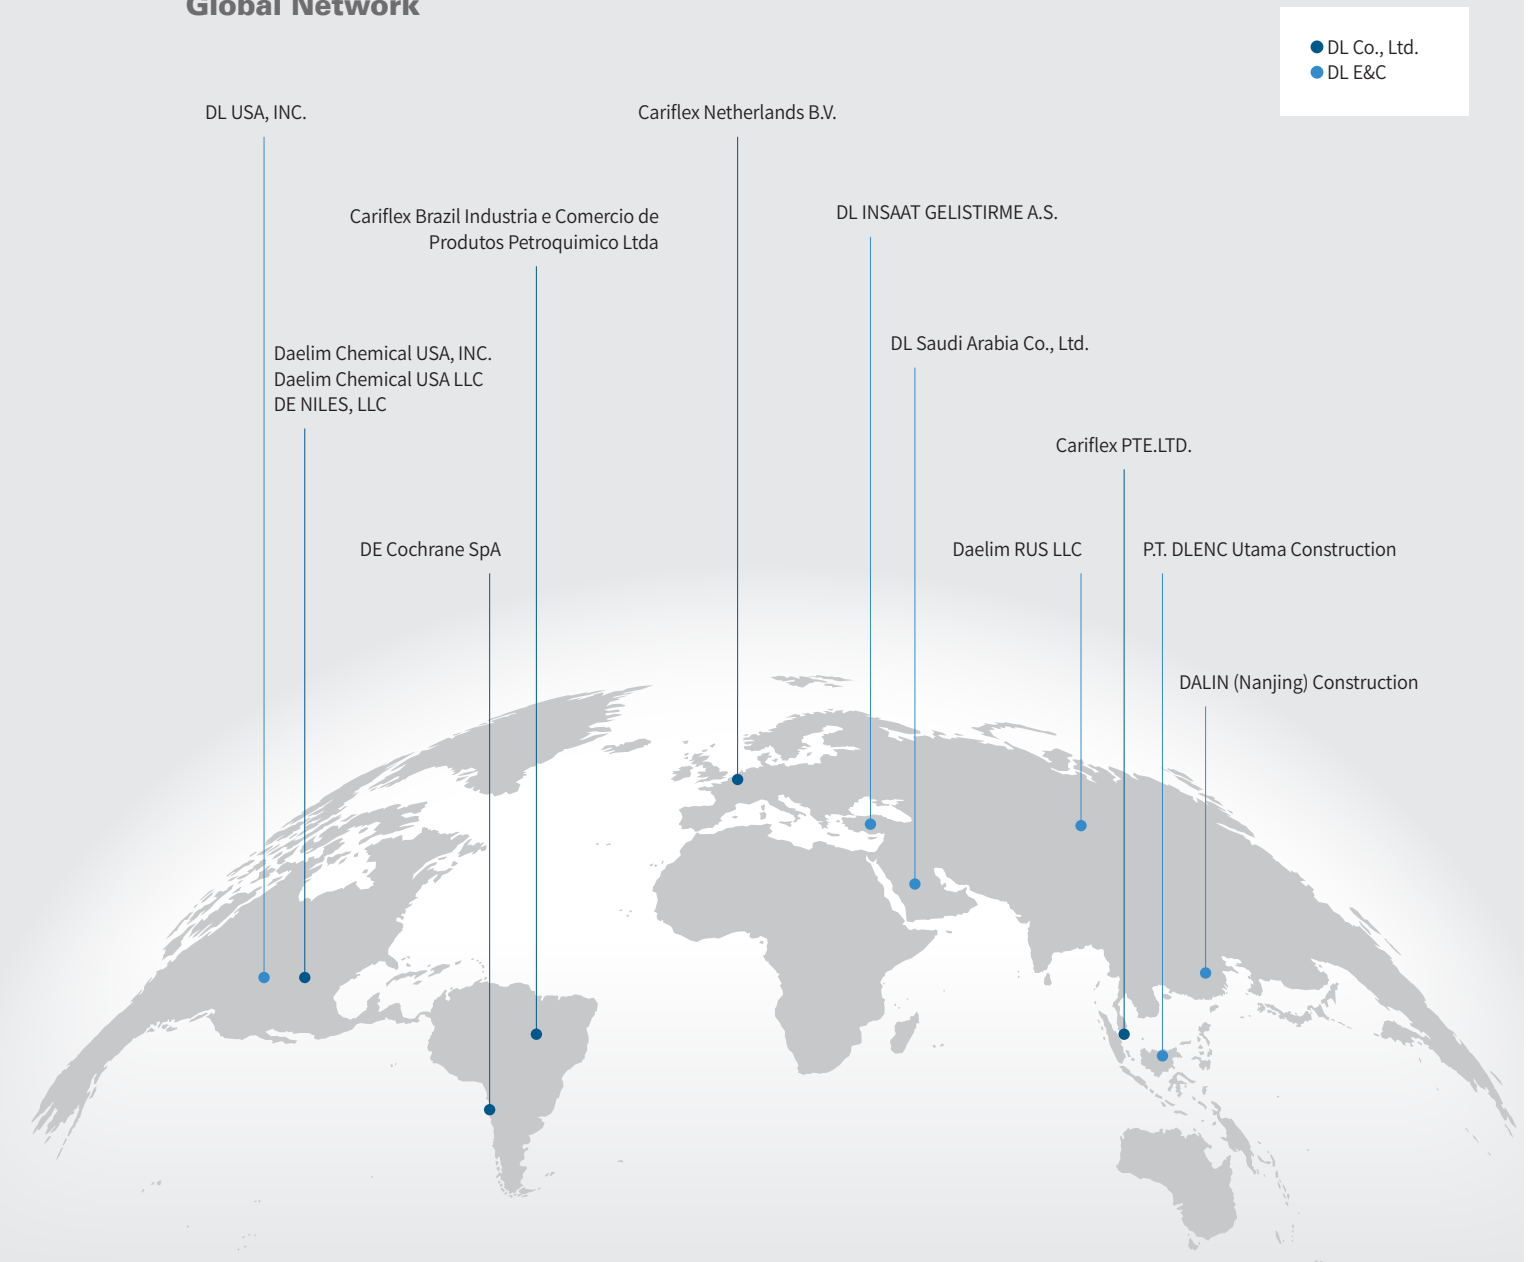 Global Network
DL Co., Ltd.
DL E&C
DL USA, INC.
Cariflex Netherlands B.V.
Cariflex Brazil Industria e Comercio de
Produtos Petroquimico Ltda
DL INSAAT GELISTIRME A.S.
Daelim Chemical USA, INC.
Daelim Chemical USA LLC
DE NILES, LLC
DL Saudi Arabia Co., Ltd.
Cariflex PTE.LTD.
DE Cochrane SpA
Daelim RUS LLC
P.T. DLENC Utama Construction
DALIN (Nanjing) Construction